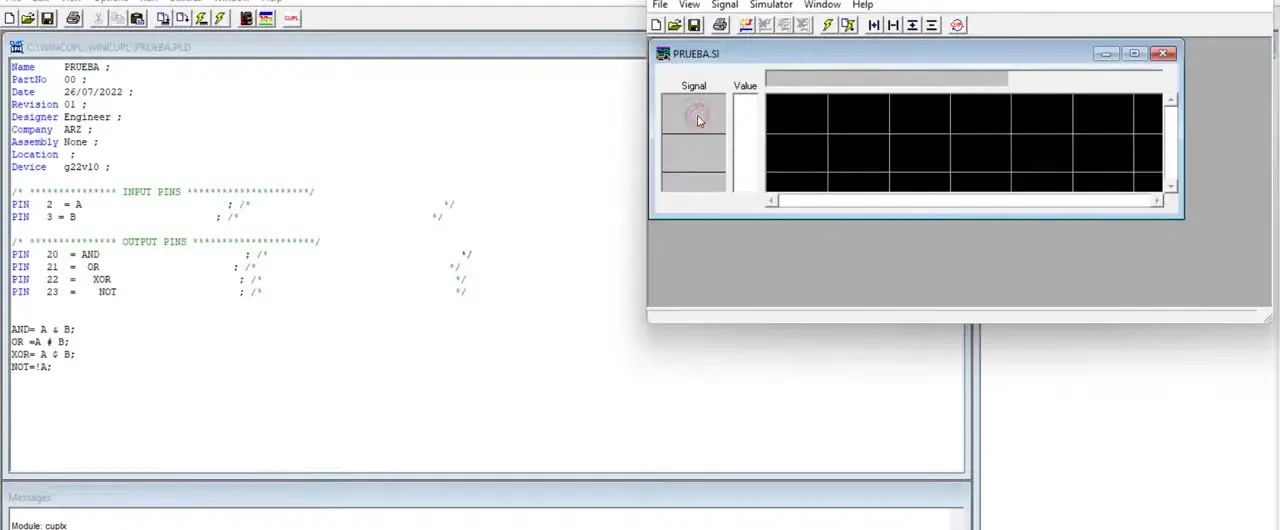 File View Signal Simulator Window Help
CUPL
C:\WINCUPL\WINCUPL\PRUEBA.PLD
Name PRUEBA ;
PartNo 00 ;
Date 26/07/2022 ;
Revision 01 ;
Designer Engineer ;
Company ARZ ;
Assembly None ;
Location ;
Device g22v10 ;
/* *************** INPUT PINS *********************/
PIN 2 = A ; /* */
PIN 3 = B ; /* */
/* *************** OUTPUT PINS *********************/
PIN 20 = AND ; /* */
PIN 21 = OR ; /* */
PIN 22 = XOR ; /* */
PIN 23 = NOT ; /* */
AND= A & B;
OR =A # B;
XOR= A $ B;
NOT=!A;
PRUEBA.SI
Signal Value
Messages
Module: cuplx